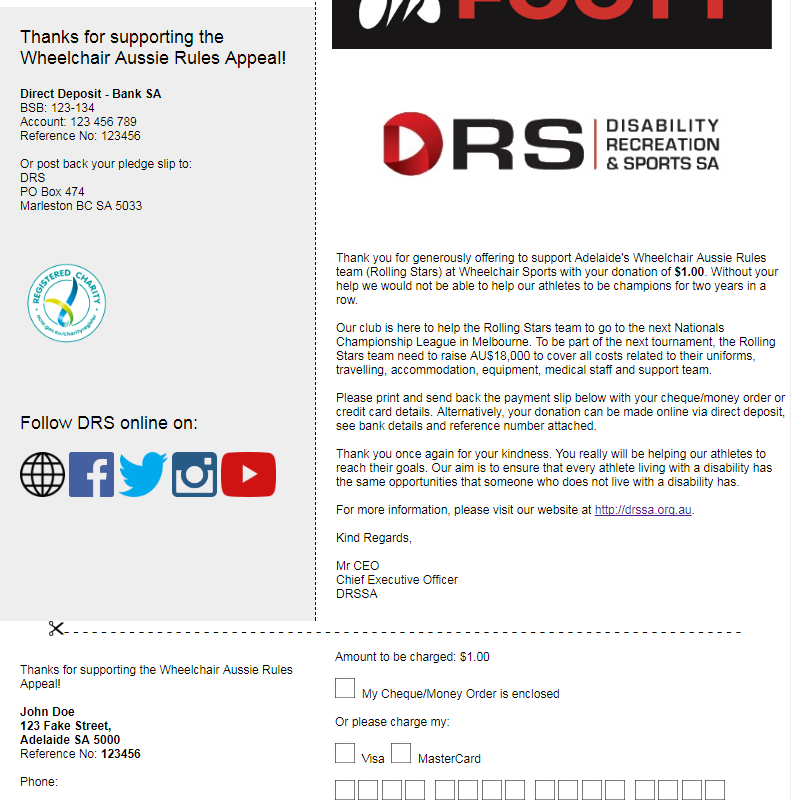 Thanks for supporting the
Wheelchair Aussie Rules Appeal!
Direct Deposit - Bank SA
BSB: 123-134
Account: 123 456 789
Reference No: 123456
Or post back your pledge slip to:
DRS
PO Box 474
Marleston BC SA 5033
REGISTERED CHARITY
acnc.gov.au/charityregister
Follow DRS online on:
FOOTY
DRS DISABILITY
RECREATION
& SPORTS SA
Thank you for generously offering to support Adelaide's Wheelchair Aussie Rules
team (Rolling Stars) at Wheelchair Sports with your donation of $1.00. Without your
help we would not be able to help our athletes to be champions for two years in a
row.
Our club is here to help the Rolling Stars team to go to the next Nationals
Championship League in Melbourne. To be part of the next tournament, the Rolling
Stars team need to raise AU$18,000 to cover all costs related to their uniforms,
travelling, accommodation, equipment, medical staff and support team.
Please print and send back the payment slip below with your cheque/money order or
credit card details. Alternatively, your donation can be made online via direct deposit,
see bank details and reference number attached.
Thank you once again for your kindness. You really will be helping our athletes to
reach their goals. Our aim is to ensure that every athlete living with a disability has
the same opportunities that someone who does not live with a disability has.
For more information, please visit our website at http://drssa.org.au.
Kind Regards,
Mr CEO
Chief Executive Officer
DRSSA
Thanks for supporting the Wheelchair Aussie Rules
Appeal!
John Doe
123 Fake Street,
Adelaide SA 5000
Reference No: 123456
Phone:
Amount to be charged: $1.00
My Cheque/Money Order is enclosed
Or please charge my:
Visa MasterCard